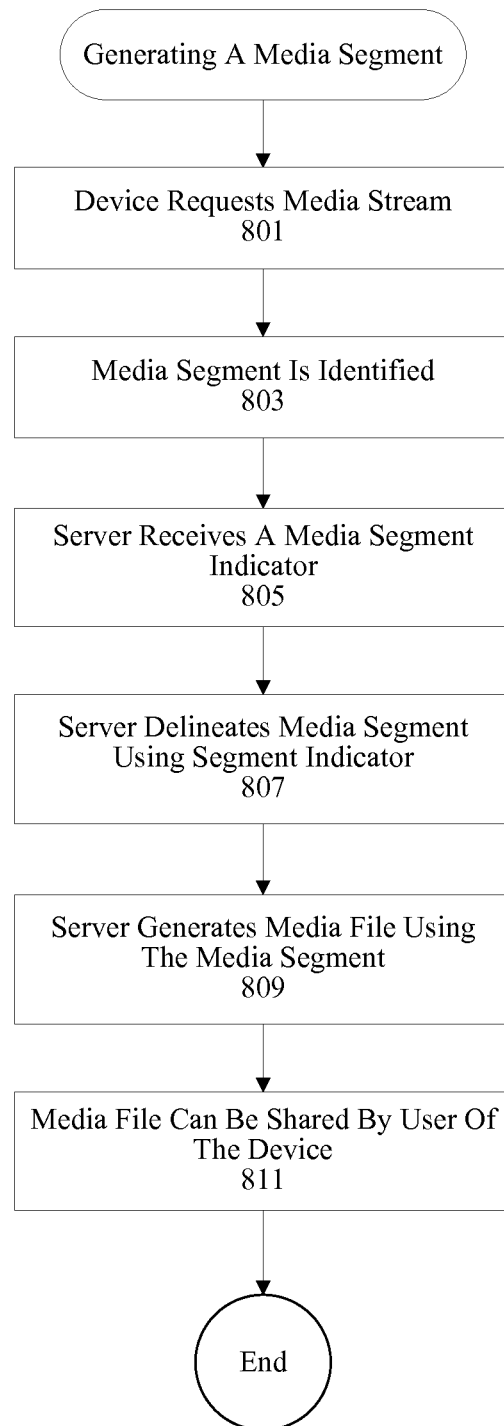 Generating A Media Segment
Device Requests Media Stream
801
Media Segment Is Identified
803
Server Receives A Media Segment
Indicator
805
Server Delineates Media Segment
Using Segment Indicator
807
Server Generates Media File Using
The Media Segment
809
Media File Can Be Shared By User Of
The Device
811
End